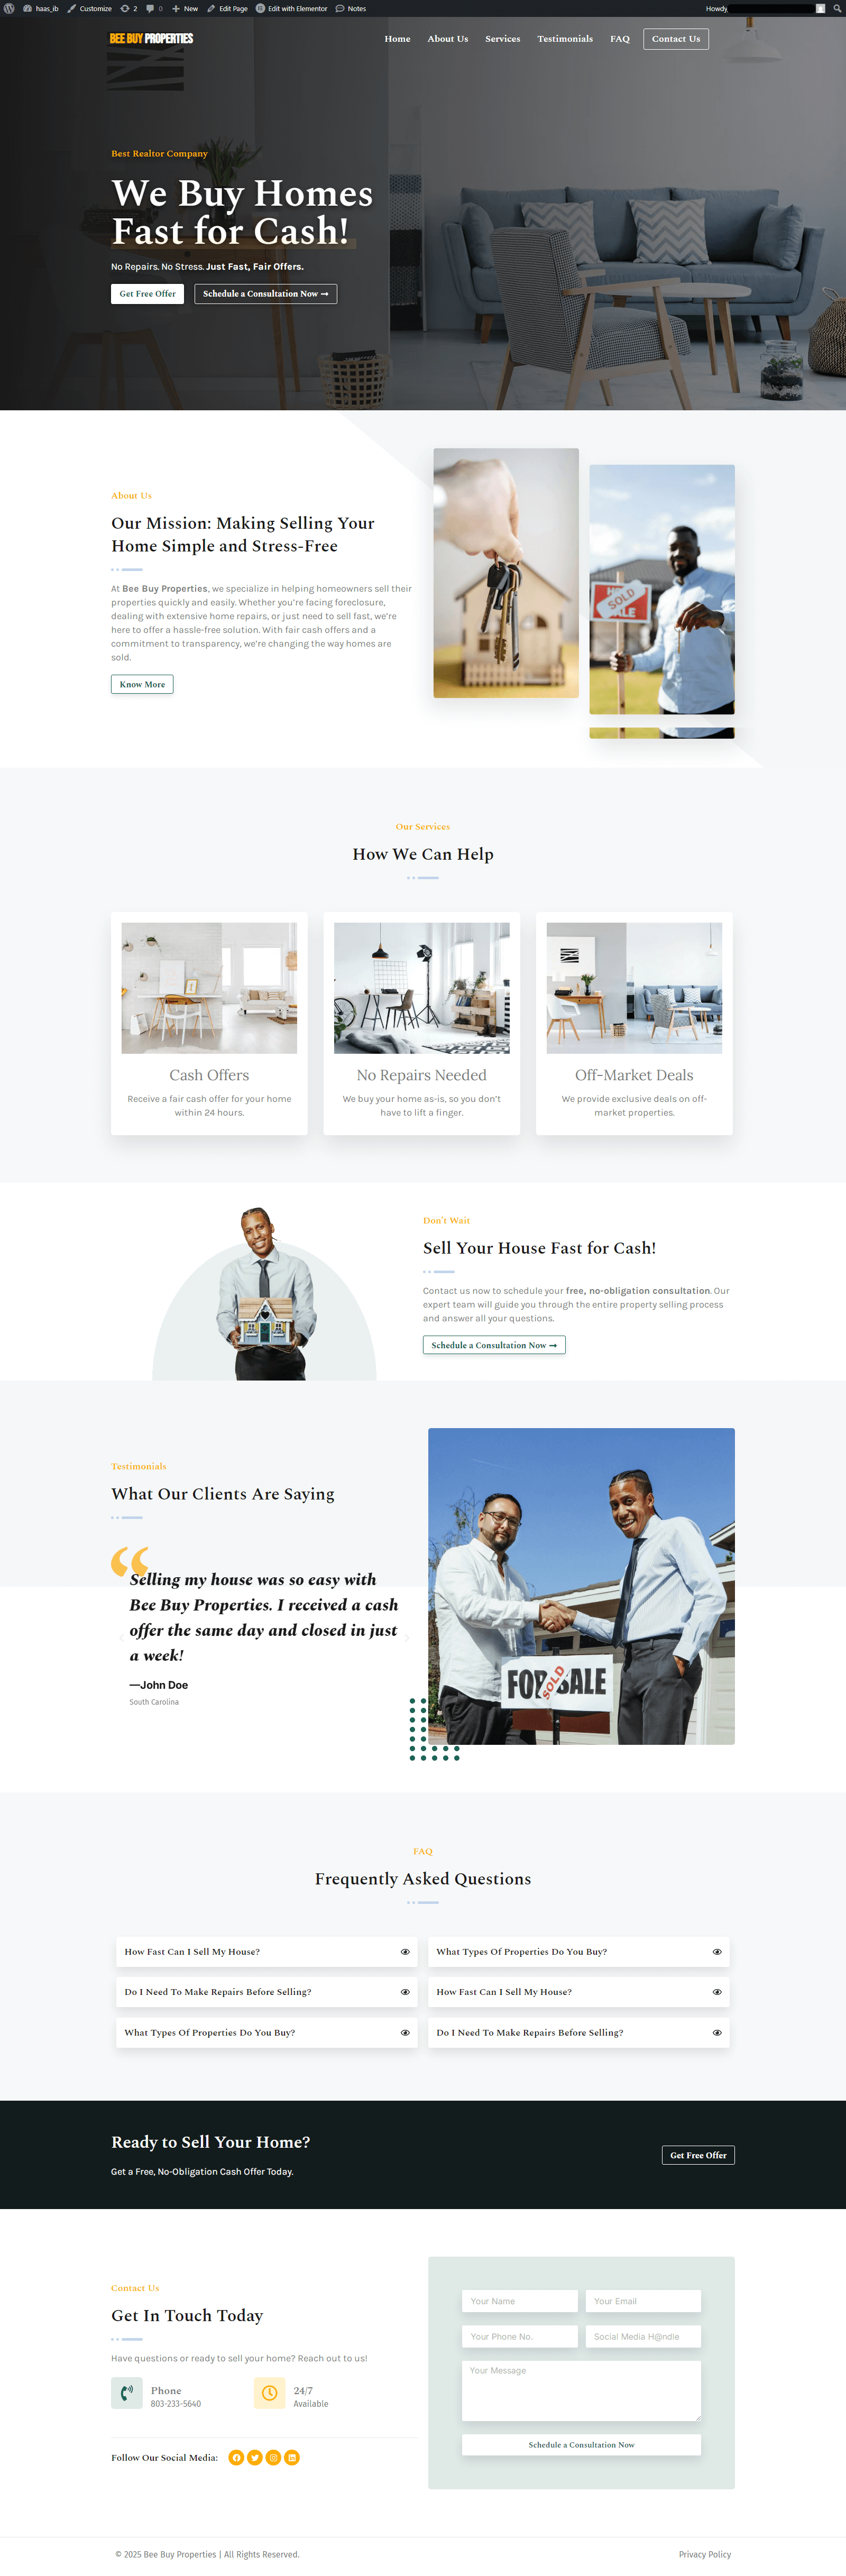 haas_ib Customize 2 0 New Edit Page Edit with Elementor Notes Howdy,
BEE BUY PROPERTIES
Home About Us Services Testimonials FAQ Contact Us
Best Realtor Company
We Buy Homes
Fast for Cash!
No Repairs. No Stress. Just Fast, Fair Offers.
Get Free Offer Schedule a Consultation Now
About Us
Our Mission: Making Selling Your
Home Simple and Stress-Free
At Bee Buy Properties, we specialize in helping homeowners sell their
properties quickly and easily. Whether you’re facing foreclosure,
dealing with extensive home repairs, or just need to sell fast, we’re
here to offer a hassle-free solution. With fair cash offers and a
commitment to transparency, we’re changing the way homes are
sold.
Know More
SOLD
Our Services
How We Can Help
Cash Offers
Receive a fair cash offer for your home
within 24 hours.
No Repairs Needed
We buy your home as-is, so you don’t
have to lift a finger.
Off-Market Deals
We provide exclusive deals on off-
market properties.
Don’t Wait
Sell Your House Fast for Cash!
Contact us now to schedule your free, no-obligation consultation. Our
expert team will guide you through the entire property selling process
and answer all your questions.
Schedule a Consultation Now
Testimonials
What Our Clients Are Saying
“
Selling my house was so easy with
Bee Buy Properties. I received a cash
offer the same day and closed in just
a week!
—John Doe
South Carolina
FOR SALE
SOLD
FAQ
Frequently Asked Questions
How Fast Can I Sell My House?
What Types Of Properties Do You Buy?
Do I Need To Make Repairs Before Selling?
How Fast Can I Sell My House?
What Types Of Properties Do You Buy?
Do I Need To Make Repairs Before Selling?
Ready to Sell Your Home?
Get a Free, No-Obligation Cash Offer Today.
Get Free Offer
Contact Us
Get In Touch Today
Have questions or ready to sell your home? Reach out to us!
Phone
803-233-5640
24/7
Available
Follow Our Social Media:
Your Name
Your Email
Your Phone No.
Social Media H@ndle
Your Message
Schedule a Consultation Now
© 2025 Bee Buy Properties | All Rights Reserved.
Privacy Policy